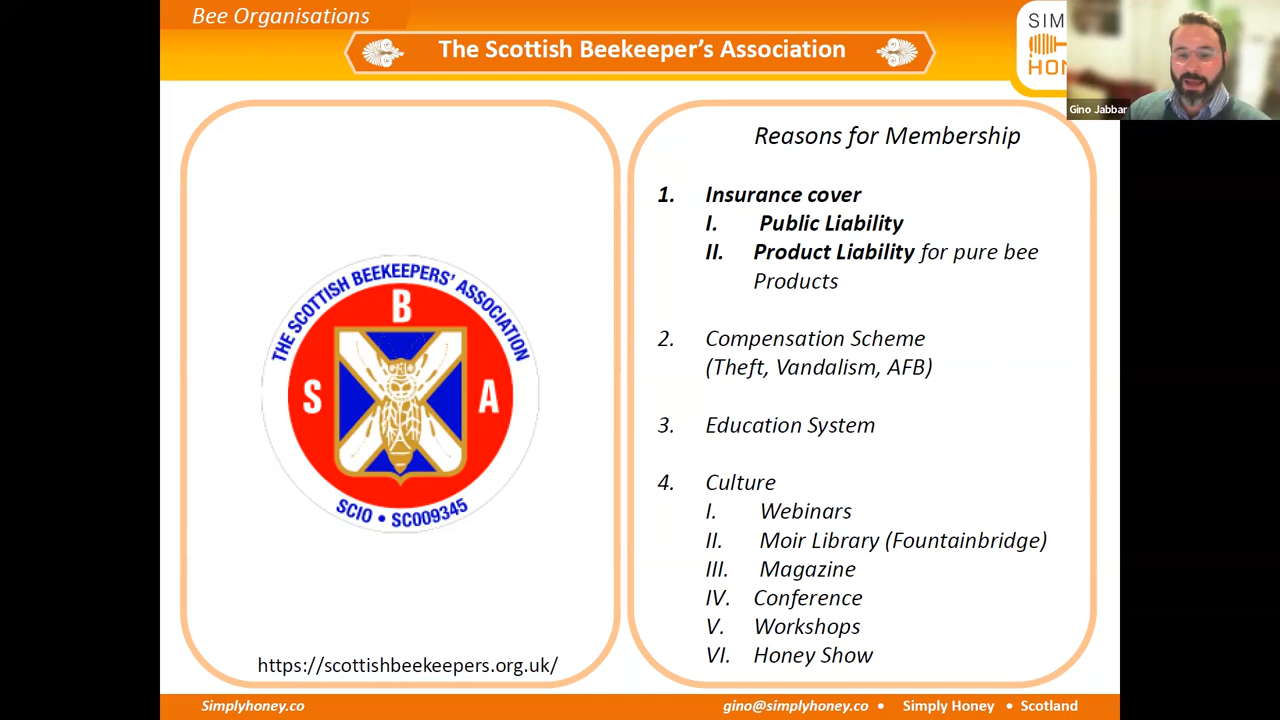 Bee Organisations
The Scottish Beekeeper's Association
SIM
HON
Gino Jabbar
THE SCOTTISH BEEKEEPERS' ASSOCIATION
B
S A
SCIO • SC009345
https://scottishbeekeepers.org.uk/
Reasons for Membership
1. Insurance cover
I. Public Liability
II. Product Liability for pure bee
Products
2. Compensation Scheme
(Theft, Vandalism, AFB)
3. Education System
4. Culture
I. Webinars
II. Moir Library (Fountainbridge)
III. Magazine
IV. Conference
V. Workshops
VI. Honey Show
Simplyhoney.co
gino@simplyhoney.co • Simply Honey • Scotland